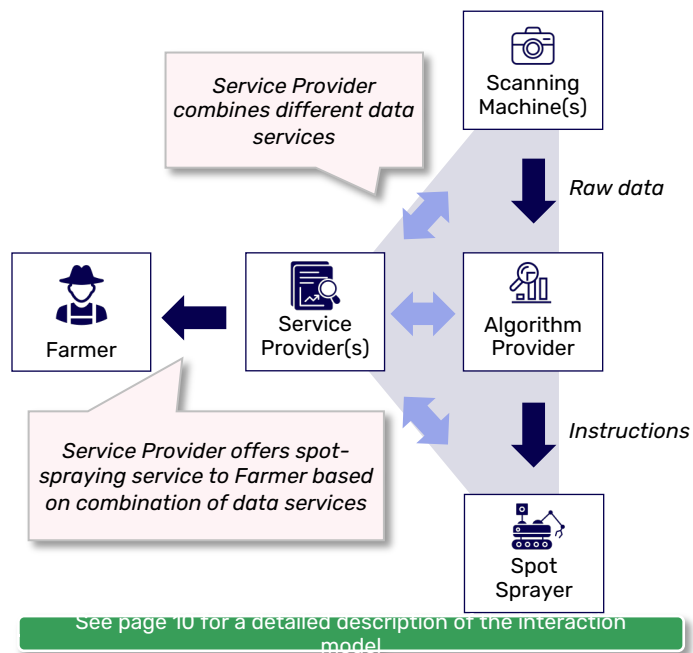 Scanning
Machine(s)
Service Provider
combines different data
services
Raw data
Farmer
Service
Provider(s)
Algorithm
Provider
Service Provider offers spot-
spraying service to Farmer based
on combination of data services
Instructions
Spot
Sprayer
See page 10 for a detailed description of the interaction
model